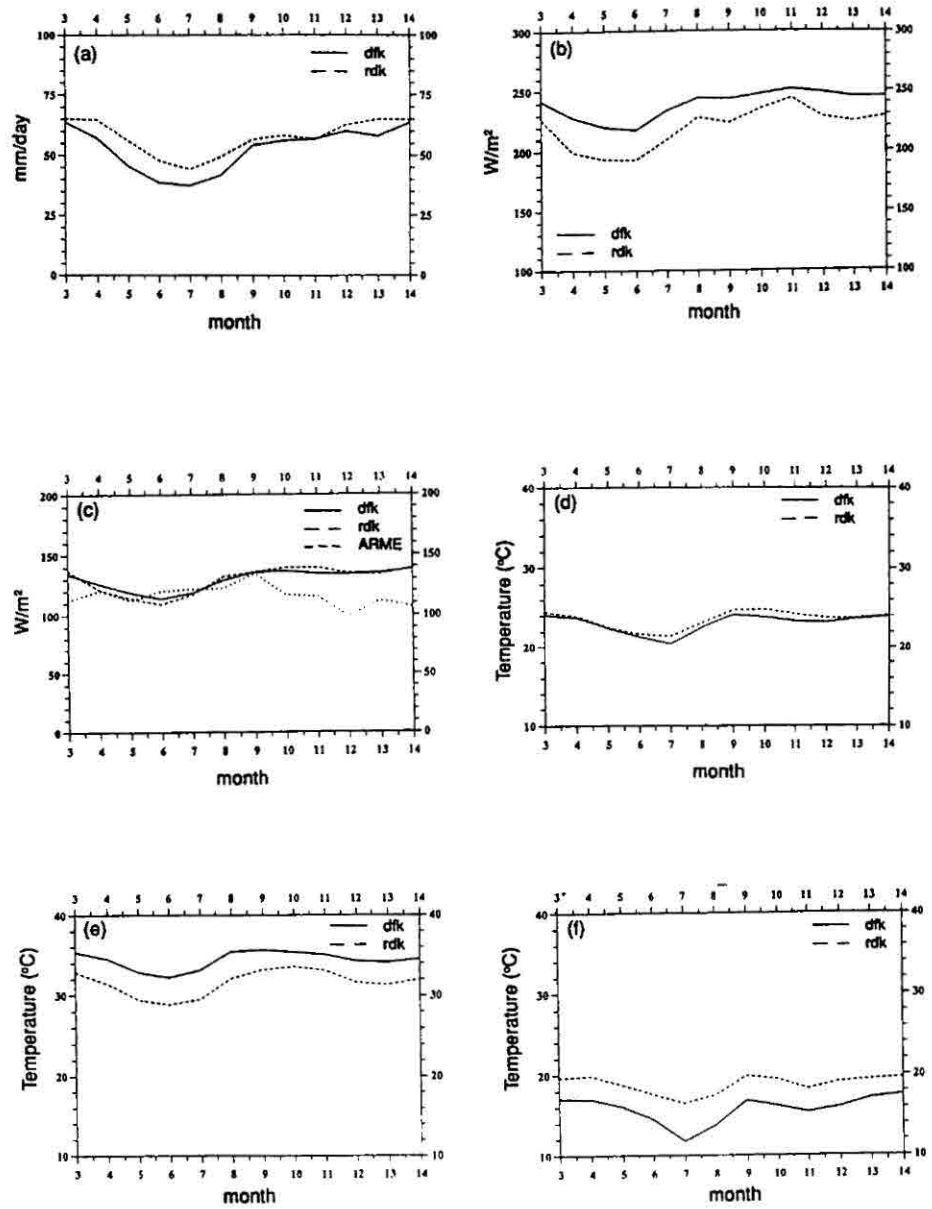 3 4 5 6 7 8 9 10 11 12 13 14
100 (a) dfk 100
rdk
75 75
mm/day
50 50
25 25
0 0
3 4 5 6 7 8 9 10 11 12 13 14
month
3 4 5 6 7 8 9 10 11 12 13 14
300 (b) 300
250 250
W/m²
200 200
150 150
dfk
rdk
100 100
3 4 5 6 7 8 9 10 11 12 13 14
month
3 4 5 6 7 8 9 10 11 12 13 14
200 (c) dfk 200
rdk
ARME
150 150
W/m²
100 100
50 50
0 0
3 4 5 6 7 8 9 10 11 12 13 14
month
3 4 5 6 7 8 9 10 11 12 13 14
40 (d) dfk 40
rdk
30 30
Temperature (°C)
20 20
10 10
3 4 5 6 7 8 9 10 11 12 13 14
month
3 4 5 6 7 8 9 10 11 12 13 14
40 (e) dfk 40
rdk
30 30
Temperature (°C)
20 20
10 10
3 4 5 6 7 8 9 10 11 12 13 14
month
3 4 5 6 7 8 9 10 11 12 13 14
40 (f) dfk 40
rdk
30 30
Temperature (°C)
20 10
10 10
3 4 5 6 7 8 9 10 11 12 13 14
month